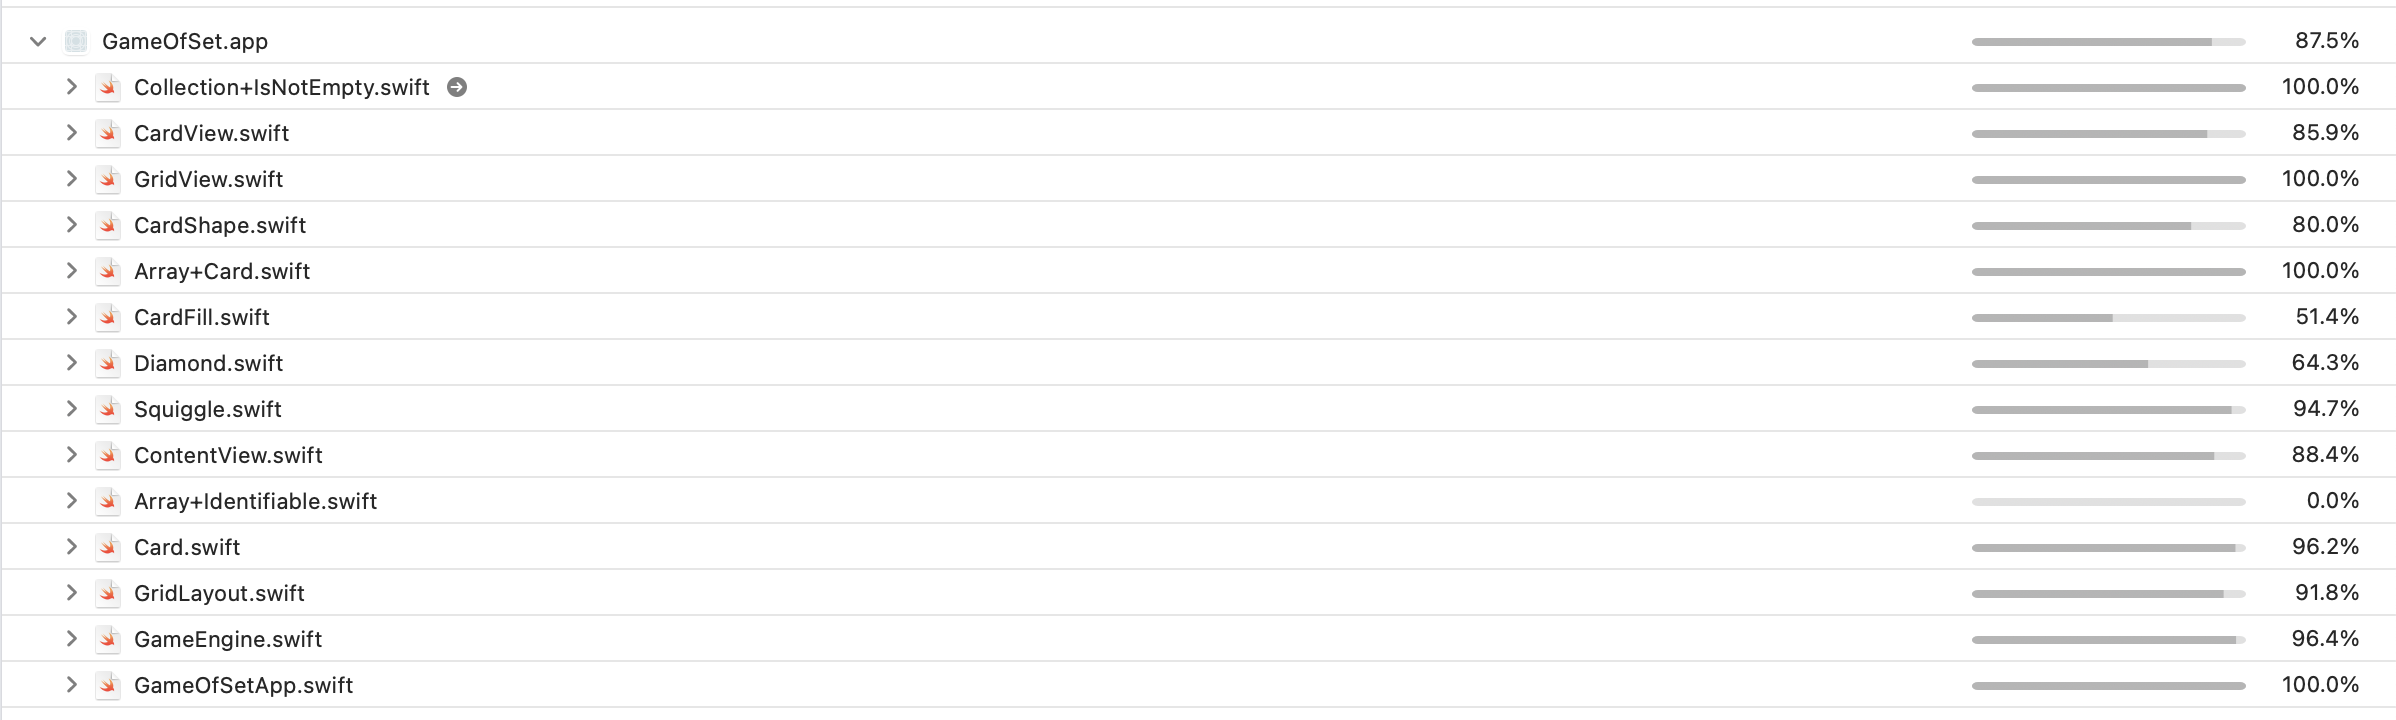 GameOfSet.app 87.5%
Collection+IsNotEmpty.swift 100.0%
CardView.swift 85.9%
GridView.swift 100.0%
CardShape.swift 80.0%
Array+Card.swift 100.0%
CardFill.swift 51.4%
Diamond.swift 64.3%
Squiggle.swift 94.7%
ContentView.swift 88.4%
Array+Identifiable.swift 0.0%
Card.swift 96.2%
GridLayout.swift 91.8%
GameEngine.swift 96.4%
GameOfSetApp.swift 100.0%